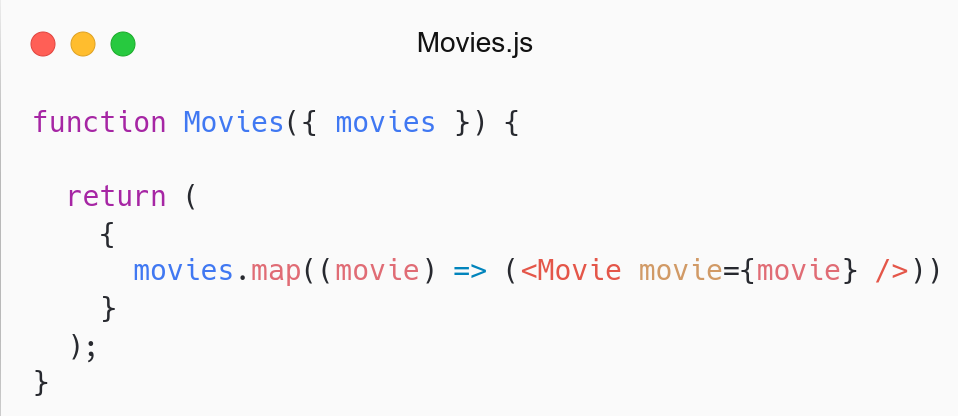 Movies.js
function Movies({ movies }) {
return (
{
movies.map((movie) => (<Movie movie={movie} />))
}
);
}